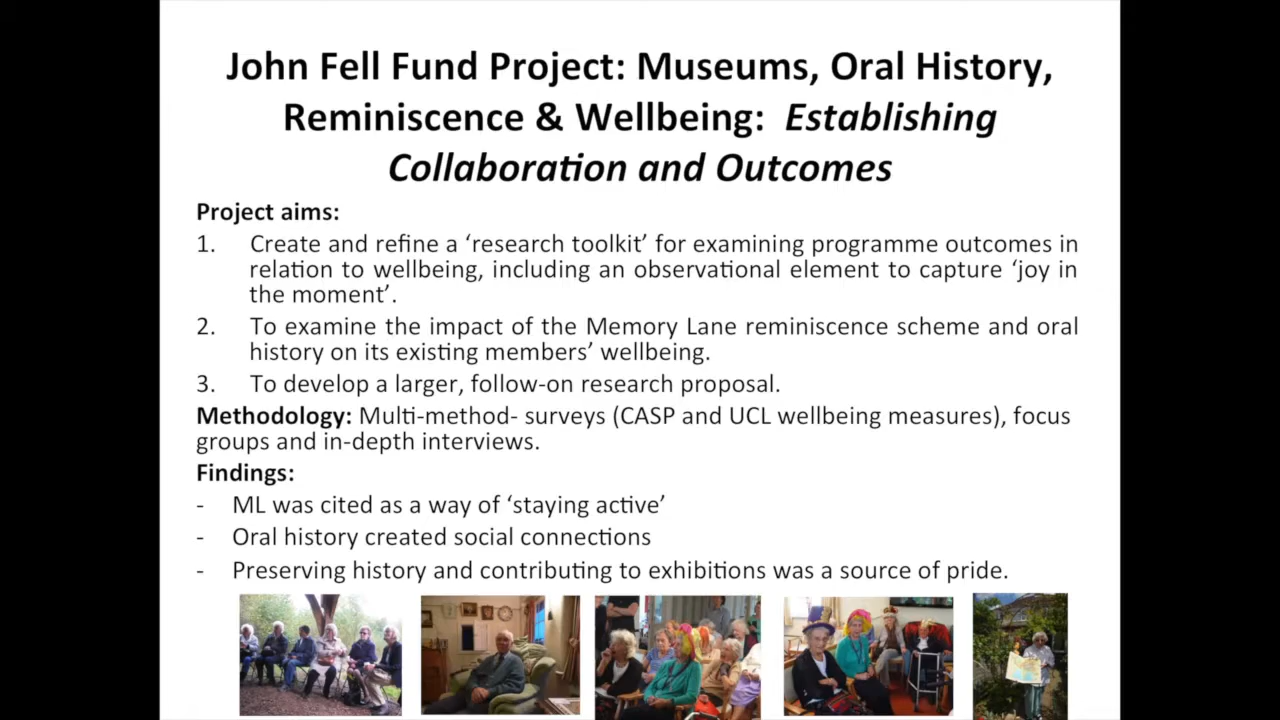 John Fell Fund Project: Museums, Oral History,
Reminiscence & Wellbeing: Establishing
Collaboration and Outcomes
Project aims:
1. Create and refine a ‘research toolkit’ for examining programme outcomes in
relation to wellbeing, including an observational element to capture ‘joy in
the moment’.
2. To examine the impact of the Memory Lane reminiscence scheme and oral
history on its existing members’ wellbeing.
3. To develop a larger, follow-on research proposal.
Methodology: Multi-method- surveys (CASP and UCL wellbeing measures), focus
groups and in-depth interviews.
Findings:
- ML was cited as a way of ‘staying active’
- Oral history created social connections
- Preserving history and contributing to exhibitions was a source of pride.